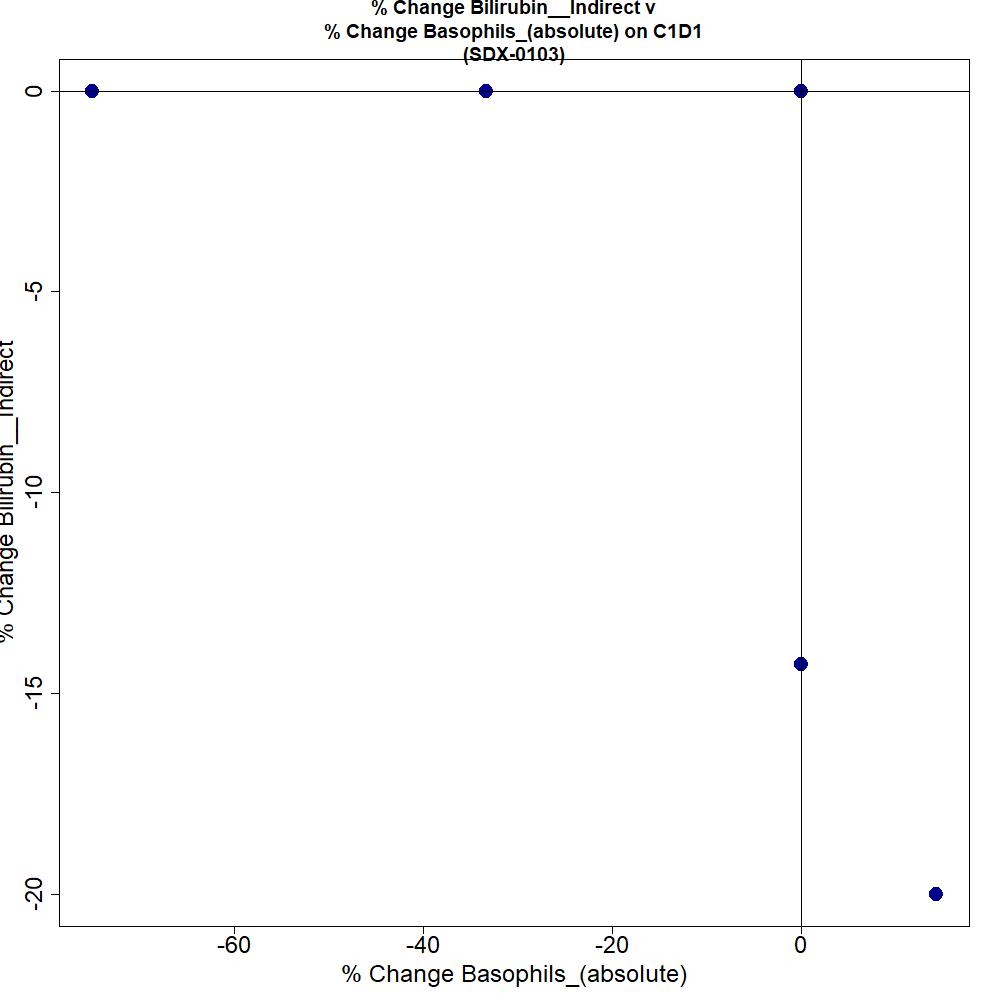 % Change Bilirubin__Indirect v
% Change Basophils_(absolute) on C1D1
(SDX-0103)
0
-5
-10
-15
-20
% Change Bilirubin__Indirect
-60
-40
-20
0
% Change Basophils_(absolute)